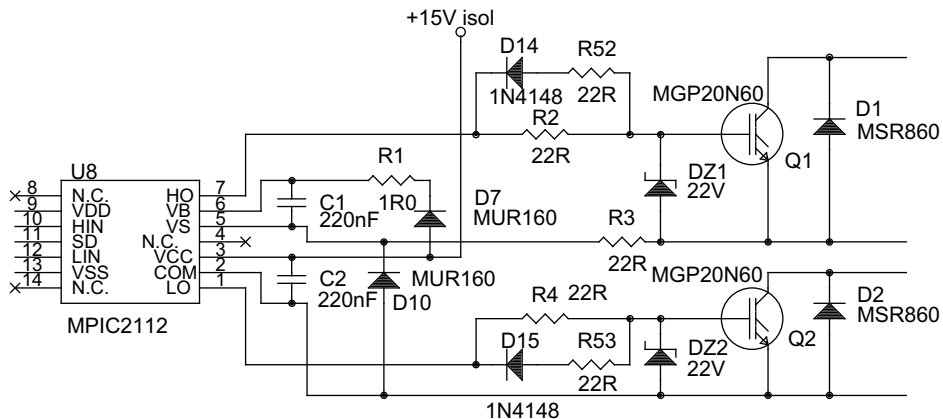 +15V isol
D14
R52
1N4148
22R
MGP20N60
R2
22R
D1
MSR860
Q1
U8
R1
1R0
D7
MUR160
DZ1
22V
8 N.C. HO 7
9 VDD VB 6
10 HIN VS 5
11 SD N.C. 4
12 LIN VCC 3
13 VSS COM 2
14 N.C. LO 1
MPIC2112
C1
220nF
R3
22R
C2
220nF
MUR160
D10
MGP20N60
R4 22R
D15
R53
22R
1N4148
DZ2
22V
Q2
D2
MSR860